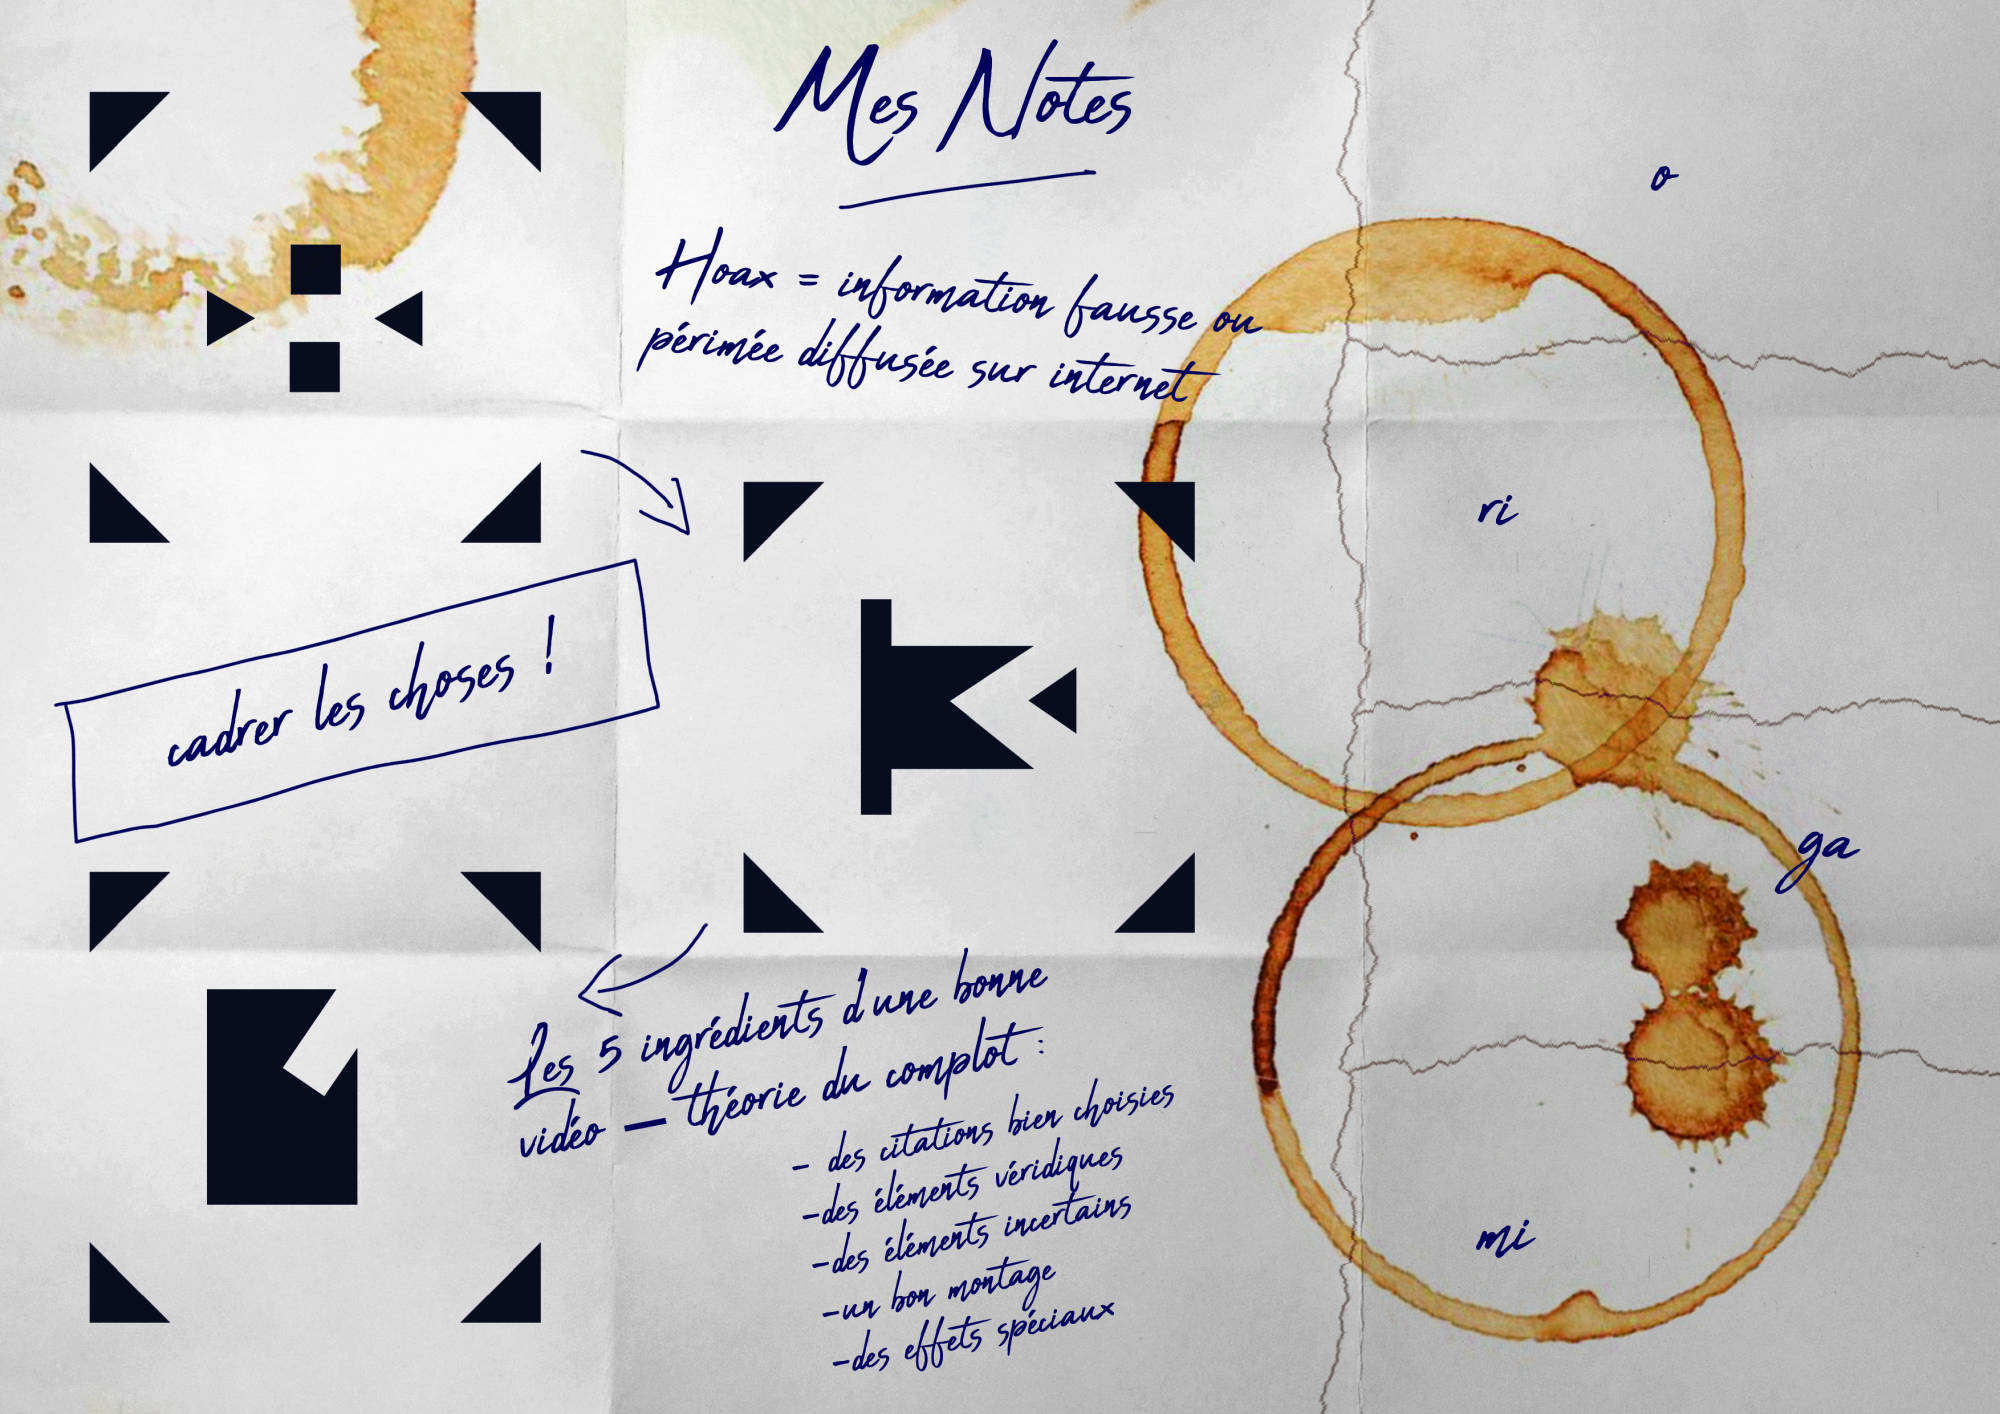 Mes Notes
o
Hoax = information fausse ou
périmée diffusée sur internet
ri
cadrer les choses !
ga
Les 5 ingrédients d'une bonne
vidéo – théorie du complot :
- des citations bien choisies
-des éléments véridiques
-des éléments incertains
-un bon montage
-des effets spéciaux
mi